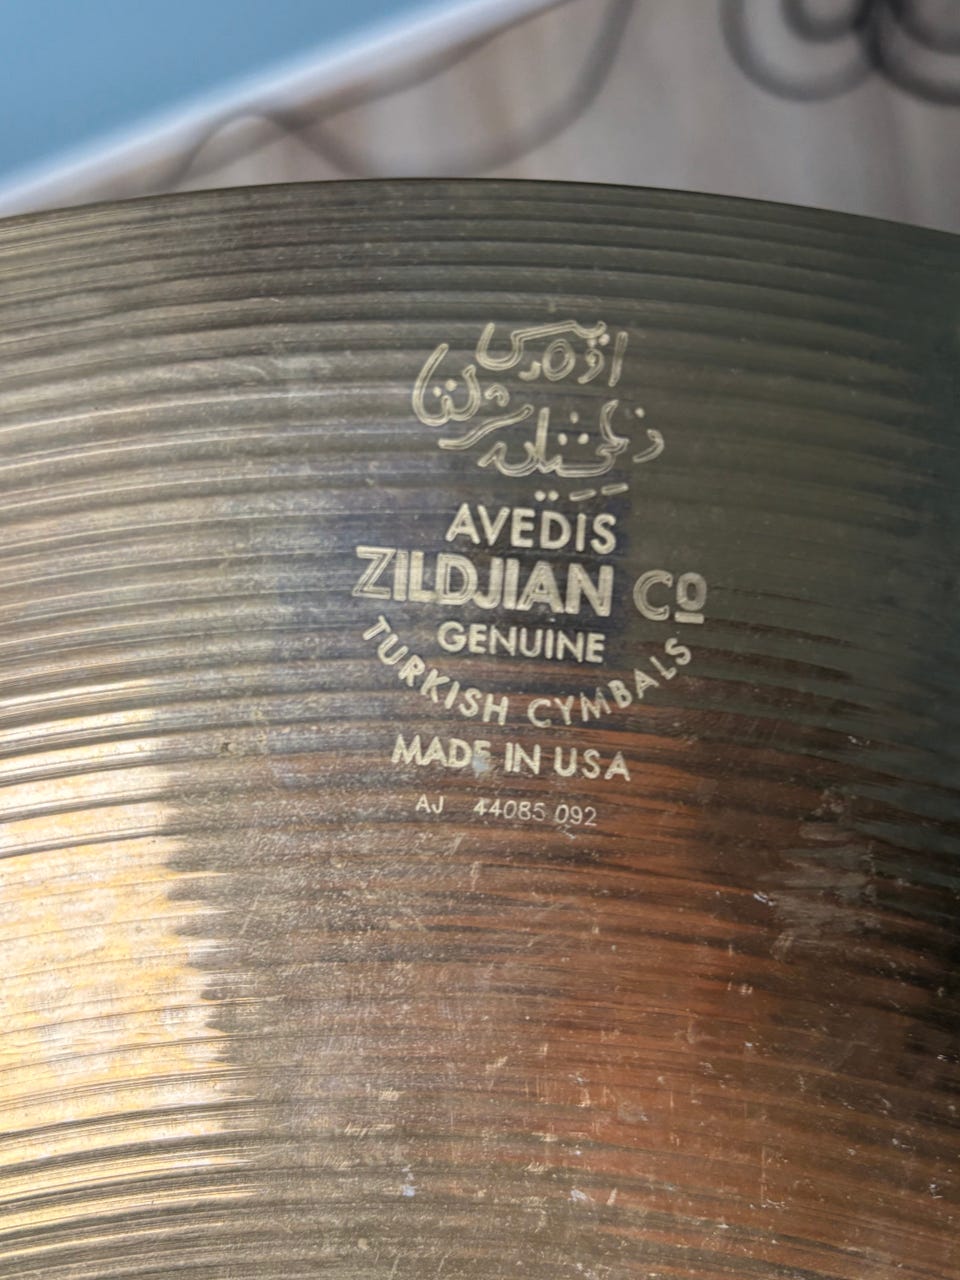 AVEDIS
ZILDJIAN Cº
GENUINE
TURKISH CYMBALS
MADE IN USA
AJ 44085 092